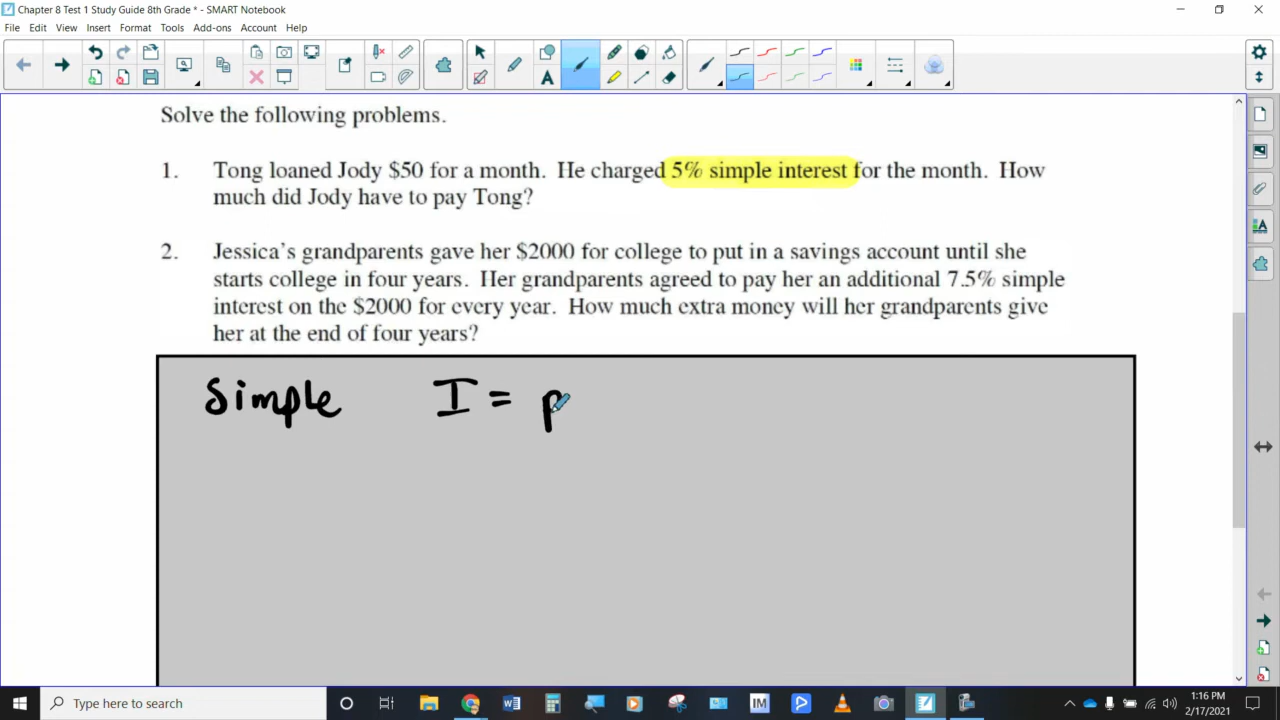 Chapter 8 Test 1 Study Guide 8th Grade * - SMART Notebook
File Edit View Insert Format Tools Add-ons Account Help
Solve the following problems.
1. Tong loaned Jody $50 for a month. He charged 5% simple interest for the month. How
much did Jody have to pay Tong?
2. Jessica's grandparents gave her $2000 for college to put in a savings account until she
starts college in four years. Her grandparents agreed to pay her an additional 7.5% simple
interest on the $2000 for every year. How much extra money will her grandparents give
her at the end of four years?
Simple I = p
Type here to search
IM
1:16 PM
2/17/2021